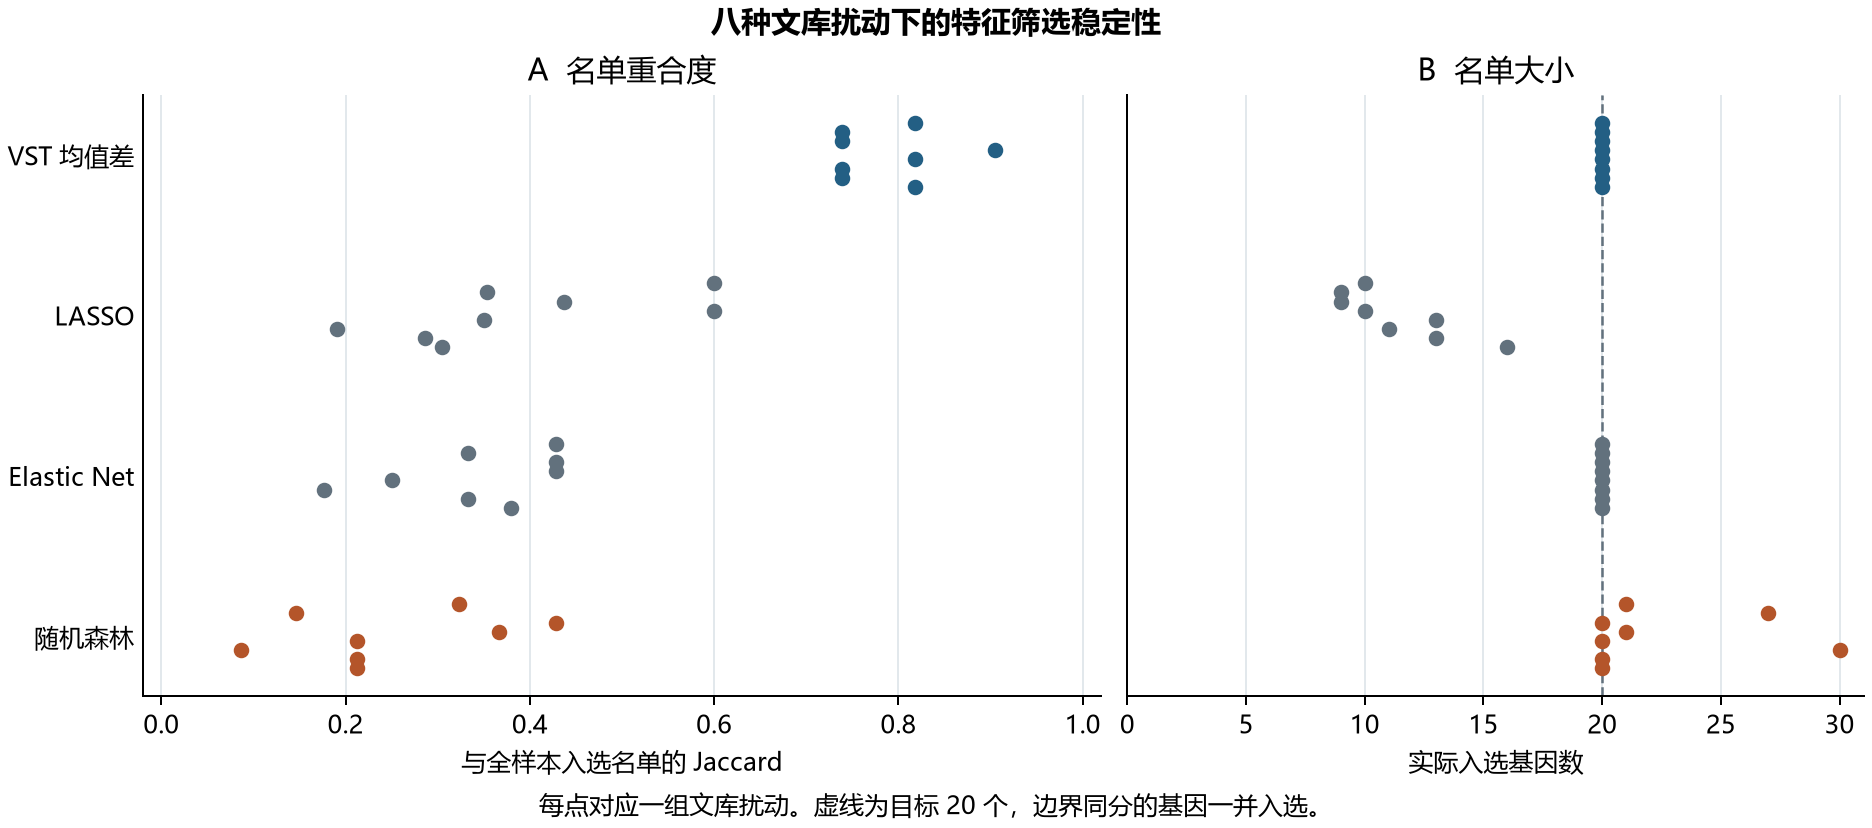 八种文库扰动下的特征筛选稳定性
A 名单重合度
B 名单大小
VST 均值差
LASSO
Elastic Net
随机森林
0.0 0.2 0.4 0.6 0.8 1.0
0 5 10 15 20 25 30
与全样本入选名单的 Jaccard
实际入选基因数
每点对应一组文库扰动。虚线为目标 20 个，边界同分的基因一并入选。